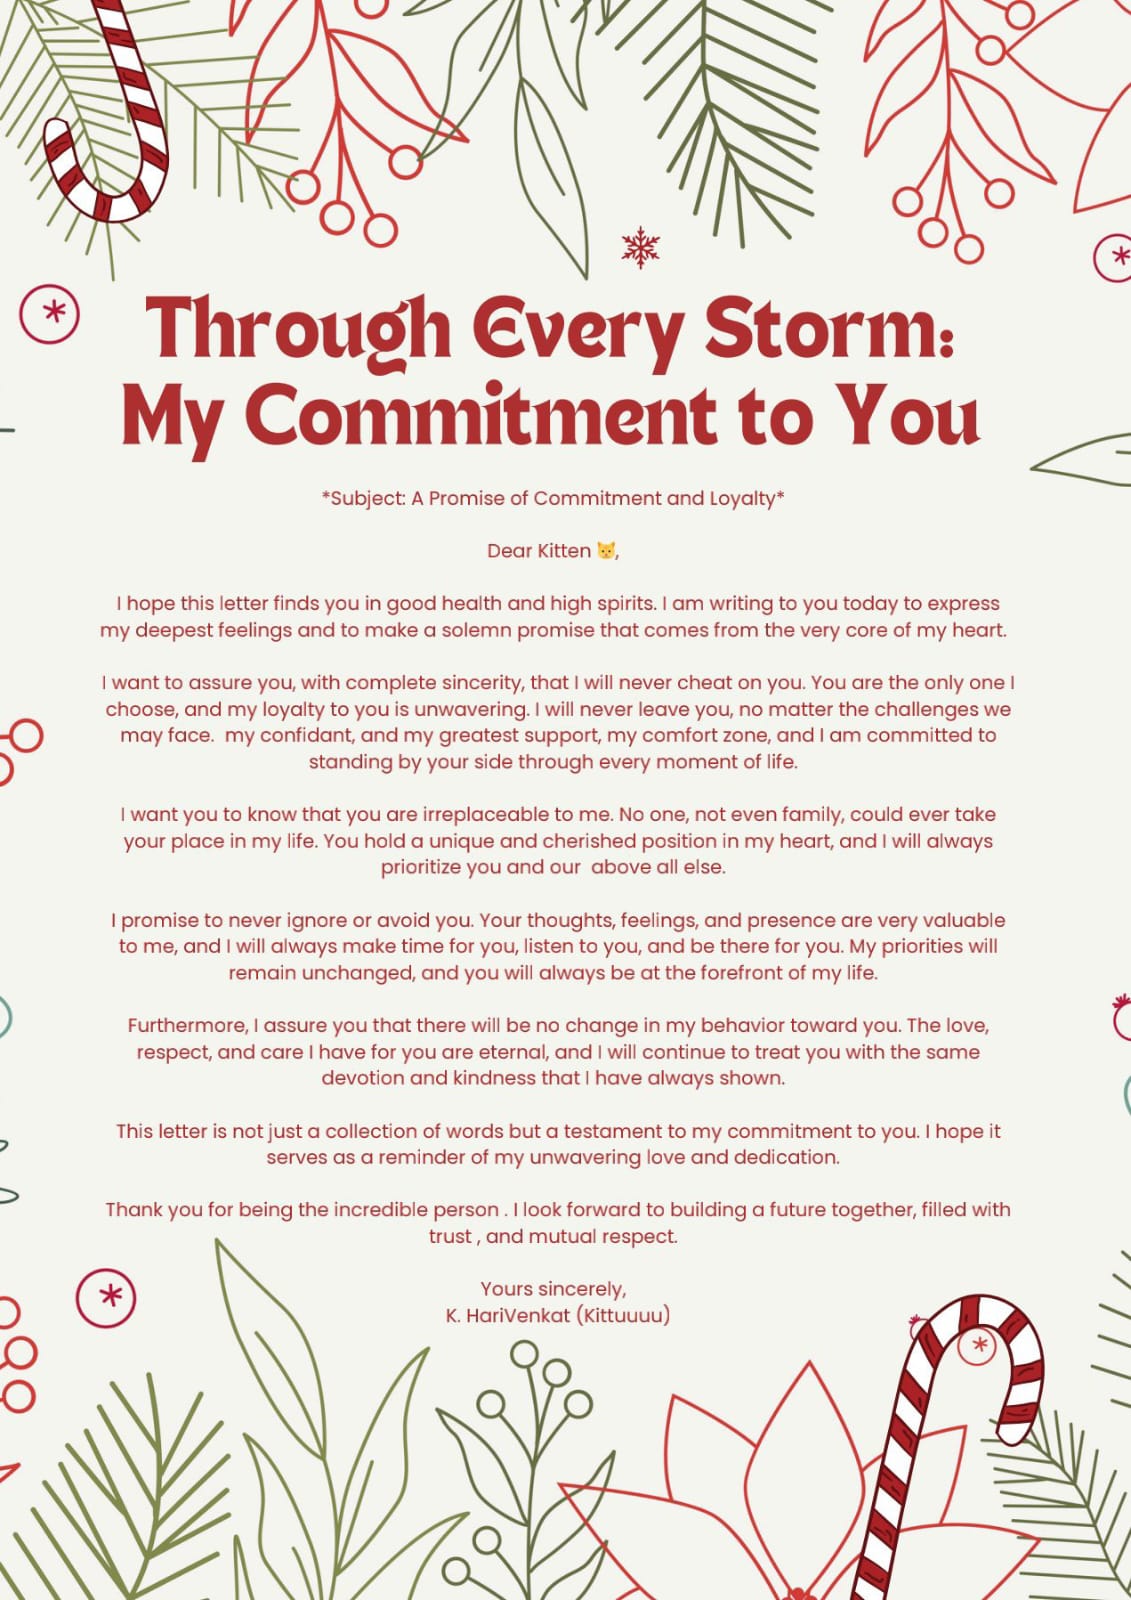 Through Every Storm:
My Commitment to You
*Subject: A Promise of Commitment and Loyalty*
Dear Kitten 🐱,
I hope this letter finds you in good health and high spirits. I am writing to you today to express
my deepest feelings and to make a solemn promise that comes from the very core of my heart.
I want to assure you, with complete sincerity, that I will never cheat on you. You are the only one I
choose, and my loyalty to you is unwavering. I will never leave you, no matter the challenges we
may face.  my confidant, and my greatest support, my comfort zone, and I am committed to
standing by your side through every moment of life.
I want you to know that you are irreplaceable to me. No one, not even family, could ever take
your place in my life. You hold a unique and cherished position in my heart, and I will always
prioritize you and our  above all else.
I promise to never ignore or avoid you. Your thoughts, feelings, and presence are very valuable
to me, and I will always make time for you, listen to you, and be there for you. My priorities will
remain unchanged, and you will always be at the forefront of my life.
Furthermore, I assure you that there will be no change in my behavior toward you. The love,
respect, and care I have for you are eternal, and I will continue to treat you with the same
devotion and kindness that I have always shown.
This letter is not just a collection of words but a testament to my commitment to you. I hope it
serves as a reminder of my unwavering love and dedication.
Thank you for being the incredible person . I look forward to building a future together, filled with
trust , and mutual respect.
Yours sincerely,
K. HariVenkat (Kittuuuu)